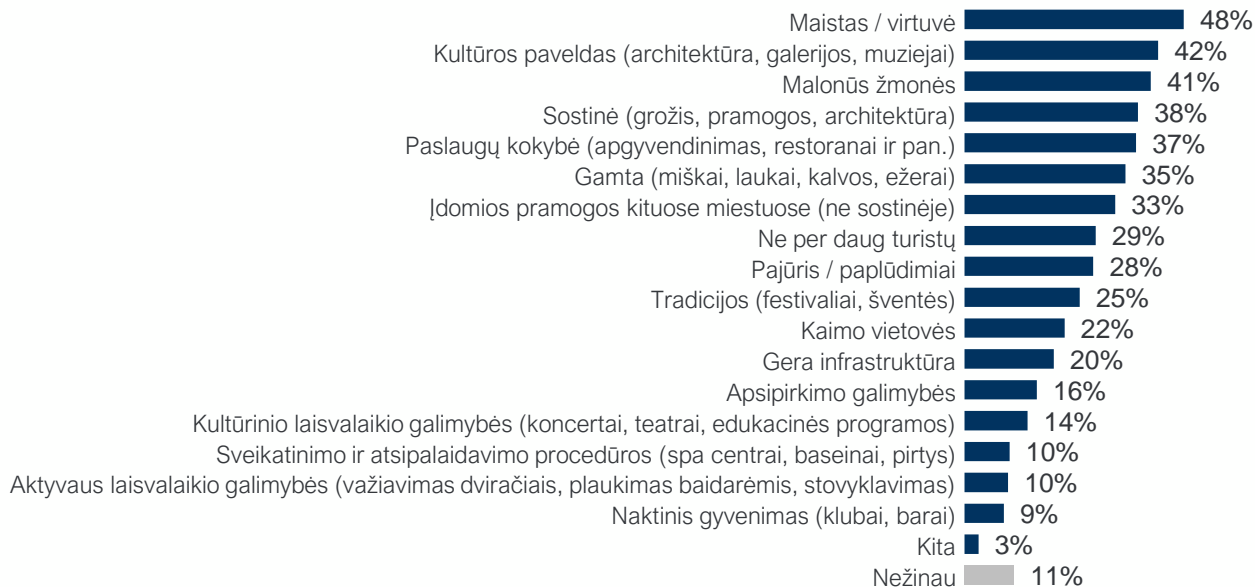 Maistas / virtuvė 48%
Kultūros paveldas (architektūra, galerijos, muziejai) 42%
Malonūs žmonės 41%
Sostinė (grožis, pramogos, architektūra) 38%
Paslaugų kokybė (apgyvendinimas, restoranai ir pan.) 37%
Gamta (miškai, laukai, kalvos, ežerai) 35%
Įdomios pramogos kituose miestuose (ne sostinėje) 33%
Ne per daug turistų 29%
Pajūris / paplūdimiai 28%
Tradicijos (festivaliai, šventės) 25%
Kaimo vietovės 22%
Gera infrastruktūra 20%
Apsipirkimo galimybės 16%
Kultūrinio laisvalaikio galimybės (koncertai, teatrai, edukacinės programos) 14%
Sveikatinimo ir atsipalaidavimo procedūros (spa centrai, baseinai, pirtys) 10%
Aktyvaus laisvalaikio galimybės (važiavimas dviračiais, plaukimas baidarėmis, stovyklavimas) 10%
Naktinis gyvenimas (klubai, barai) 9%
Kita 3%
Nežinau 11%